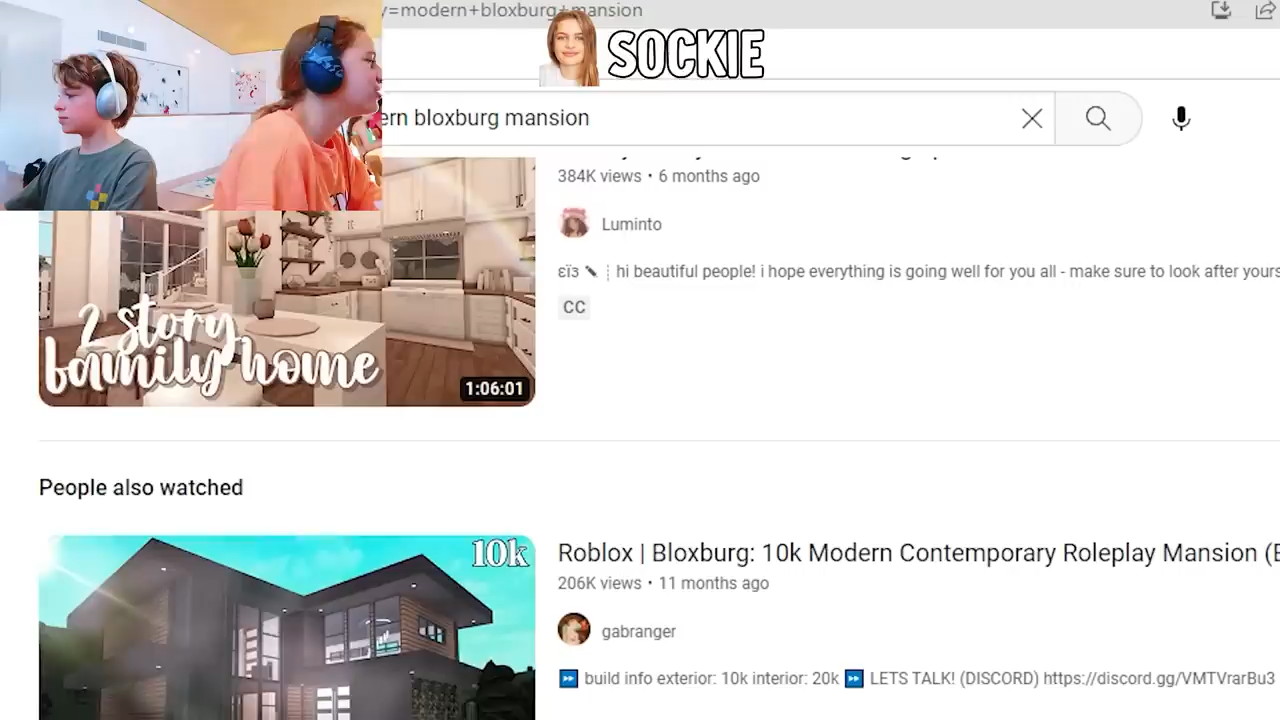 y=modern+bloxburg+mansion
SOCKIE
ern bloxburg mansion
384K views • 6 months ago
Luminto
εїз ✎ ┊ hi beautiful people! i hope everything is going well for you all - make sure to look after yours
CC
2 story
family home
1:06:01
People also watched
10k
Roblox | Bloxburg: 10k Modern Contemporary Roleplay Mansion (E
206K views • 11 months ago
gabranger
⏩ build info exterior: 10k interior: 20k ⏩ LETS TALK! (DISCORD) https://discord.gg/VMTVrarBu3